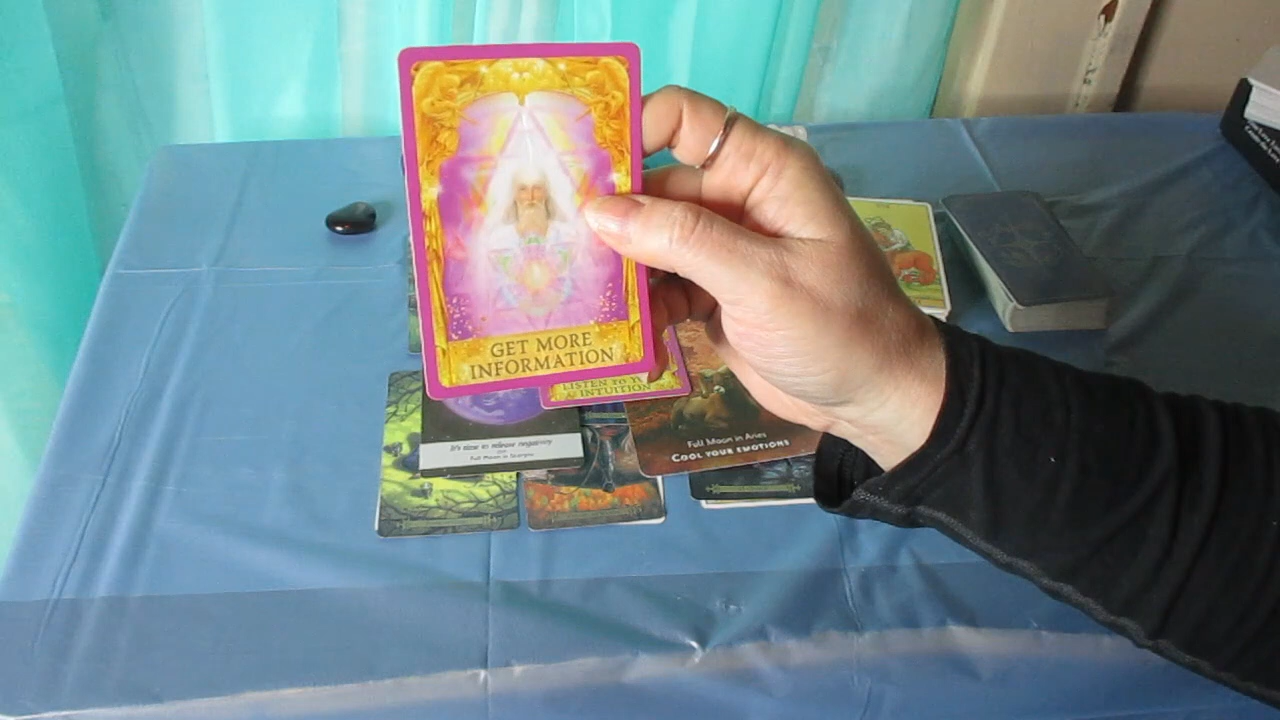 GET MORE
INFORMATION
LISTEN TO
INTUITION
It's time to release negativity
Full Moon in Scorpio
Full Moon in Aries
COOL YOUR EMOTIONS